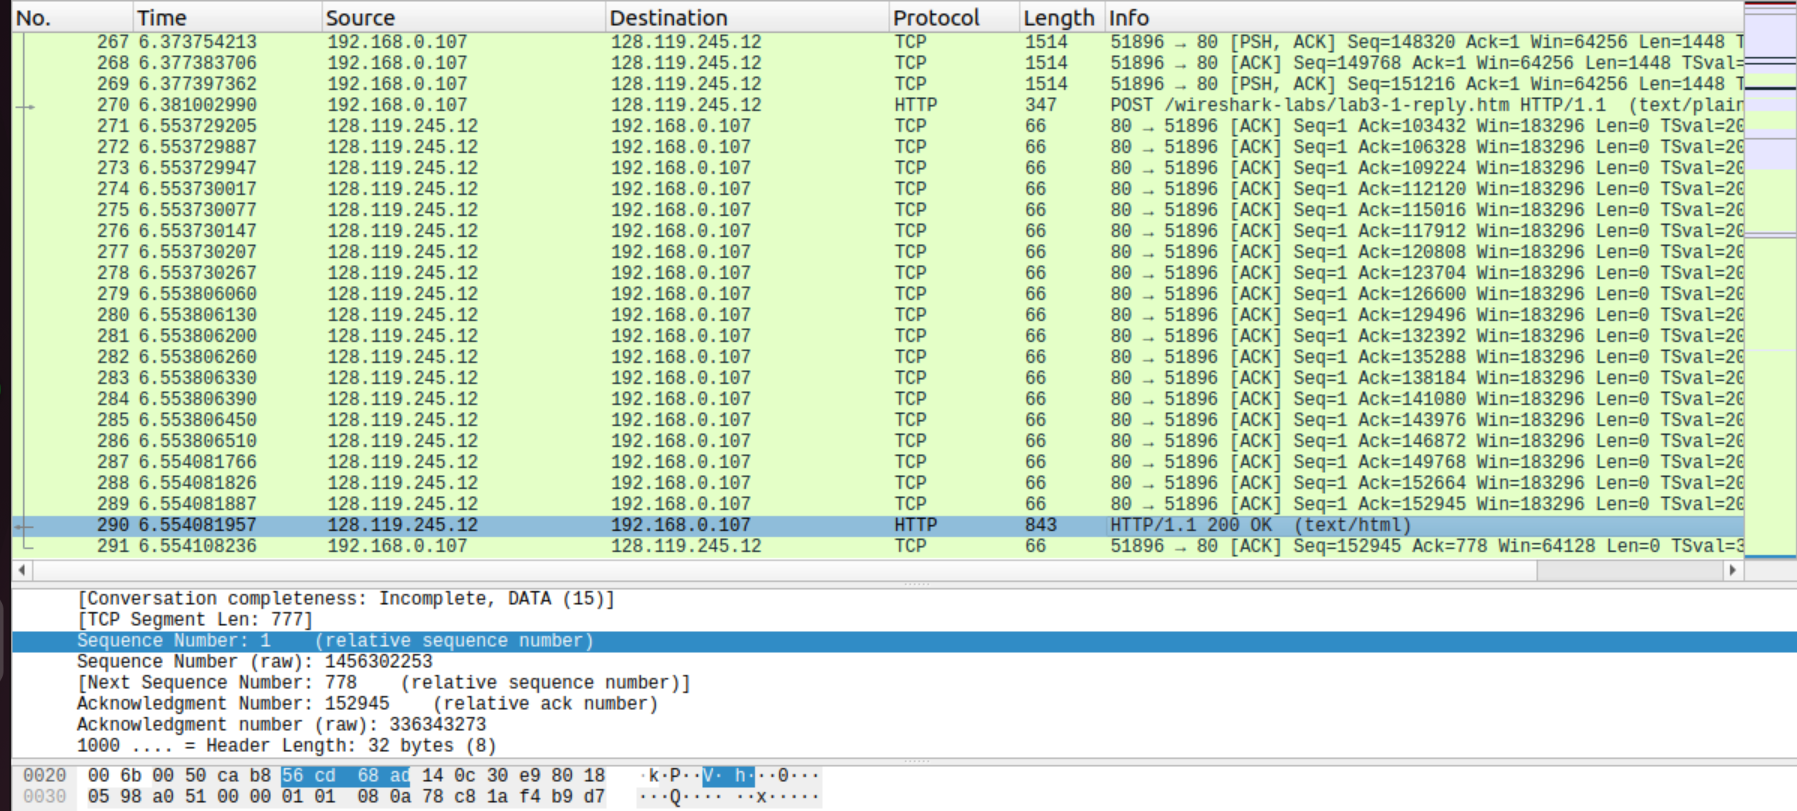 No. Time Source Destination Protocol Length Info
267 6.373754213 192.168.0.107 128.119.245.12 TCP 1514 51896 → 80 [PSH, ACK] Seq=148320 Ack=1 Win=64256 Len=1448 T
268 6.377383706 192.168.0.107 128.119.245.12 TCP 1514 51896 → 80 [ACK] Seq=149768 Ack=1 Win=64256 Len=1448 TSval=
269 6.377397362 192.168.0.107 128.119.245.12 TCP 1514 51896 → 80 [PSH, ACK] Seq=151216 Ack=1 Win=64256 Len=1448 T
270 6.381002990 192.168.0.107 128.119.245.12 HTTP 347 POST /wireshark-labs/lab3-1-reply.htm HTTP/1.1 (text/plain
271 6.553729205 128.119.245.12 192.168.0.107 TCP 66 80 → 51896 [ACK] Seq=1 Ack=103432 Win=183296 Len=0 TSval=20
272 6.553729887 128.119.245.12 192.168.0.107 TCP 66 80 → 51896 [ACK] Seq=1 Ack=106328 Win=183296 Len=0 TSval=20
273 6.553729947 128.119.245.12 192.168.0.107 TCP 66 80 → 51896 [ACK] Seq=1 Ack=109224 Win=183296 Len=0 TSval=20
274 6.553730017 128.119.245.12 192.168.0.107 TCP 66 80 → 51896 [ACK] Seq=1 Ack=112120 Win=183296 Len=0 TSval=20
275 6.553730077 128.119.245.12 192.168.0.107 TCP 66 80 → 51896 [ACK] Seq=1 Ack=115016 Win=183296 Len=0 TSval=20
276 6.553730147 128.119.245.12 192.168.0.107 TCP 66 80 → 51896 [ACK] Seq=1 Ack=117912 Win=183296 Len=0 TSval=20
277 6.553730207 128.119.245.12 192.168.0.107 TCP 66 80 → 51896 [ACK] Seq=1 Ack=120808 Win=183296 Len=0 TSval=20
278 6.553730267 128.119.245.12 192.168.0.107 TCP 66 80 → 51896 [ACK] Seq=1 Ack=123704 Win=183296 Len=0 TSval=20
279 6.553806060 128.119.245.12 192.168.0.107 TCP 66 80 → 51896 [ACK] Seq=1 Ack=126600 Win=183296 Len=0 TSval=20
280 6.553806130 128.119.245.12 192.168.0.107 TCP 66 80 → 51896 [ACK] Seq=1 Ack=129496 Win=183296 Len=0 TSval=20
281 6.553806200 128.119.245.12 192.168.0.107 TCP 66 80 → 51896 [ACK] Seq=1 Ack=132392 Win=183296 Len=0 TSval=20
282 6.553806260 128.119.245.12 192.168.0.107 TCP 66 80 → 51896 [ACK] Seq=1 Ack=135288 Win=183296 Len=0 TSval=20
283 6.553806330 128.119.245.12 192.168.0.107 TCP 66 80 → 51896 [ACK] Seq=1 Ack=138184 Win=183296 Len=0 TSval=20
284 6.553806390 128.119.245.12 192.168.0.107 TCP 66 80 → 51896 [ACK] Seq=1 Ack=141080 Win=183296 Len=0 TSval=20
285 6.553806450 128.119.245.12 192.168.0.107 TCP 66 80 → 51896 [ACK] Seq=1 Ack=143976 Win=183296 Len=0 TSval=20
286 6.553806510 128.119.245.12 192.168.0.107 TCP 66 80 → 51896 [ACK] Seq=1 Ack=146872 Win=183296 Len=0 TSval=20
287 6.554081766 128.119.245.12 192.168.0.107 TCP 66 80 → 51896 [ACK] Seq=1 Ack=149768 Win=183296 Len=0 TSval=20
288 6.554081826 128.119.245.12 192.168.0.107 TCP 66 80 → 51896 [ACK] Seq=1 Ack=152664 Win=183296 Len=0 TSval=20
289 6.554081887 128.119.245.12 192.168.0.107 TCP 66 80 → 51896 [ACK] Seq=1 Ack=152945 Win=183296 Len=0 TSval=20
290 6.554081957 128.119.245.12 192.168.0.107 HTTP 843 HTTP/1.1 200 OK (text/html)
291 6.554108236 192.168.0.107 128.119.245.12 TCP 66 51896 → 80 [ACK] Seq=152945 Ack=778 Win=64128 Len=0 TSval=3
[Conversation completeness: Incomplete, DATA (15)]
[TCP Segment Len: 777]
Sequence Number: 1 (relative sequence number)
Sequence Number (raw): 1456302253
[Next Sequence Number: 778 (relative sequence number)]
Acknowledgment Number: 152945 (relative ack number)
Acknowledgment number (raw): 336343273
1000 .... = Header Length: 32 bytes (8)
0020 00 6b 00 50 ca b8 56 cd 68 ad 14 0c 30 e9 80 18 ·k·P··V· h···0···
0030 05 98 a0 51 00 00 01 01 08 0a 78 c8 1a f4 b9 d7 ···Q···· ··x·····